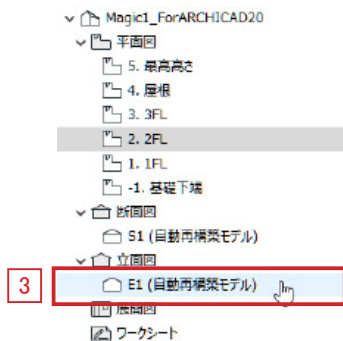 Magic1_ForARCHICAD20
平面図
5. 最高高さ
4. 屋根
3. 3FL
2. 2FL
1. 1FL
-1. 基礎下端
断面図
S1 (自動再構築モデル)
立面図
3
E1 (自動再構築モデル)
展開図
ワークシート